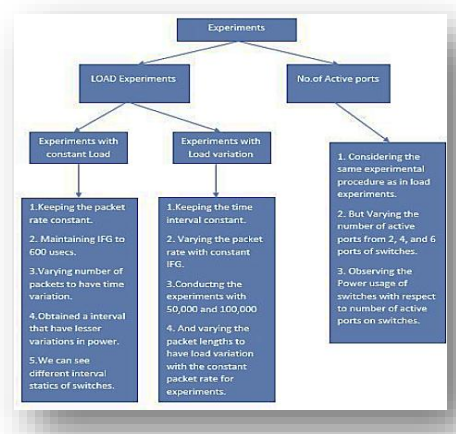 Experiments
LOAD Experiments
No.of Active ports
Experiments with
constant Load
Experiments with
Load variation
1.Keeping the packet
rate constant.
2. Maintaining IFG to
600 usecs.
3.Varying number of
packets to have time
variation.
4.Obtained a interval
that have lesser
variations in power.
5.We can see
different interval
statics of switches.
1.Keeping the time
interval constant.
2. Varying the packet
rate with constant
IFG.
3.Conductng the
experiments with
50,000 and 100,000
4. And varying the
packet lengths to
have load variation
with the constant
packet rate for
experiments.
1. Considering the
same experimental
procedure as in load
experiments.
2. But Varying the
number of active
ports from 2, 4, and 6
ports of switches.
3. Observing the
Power usage of
switches with respect
to number of active
ports on switches.